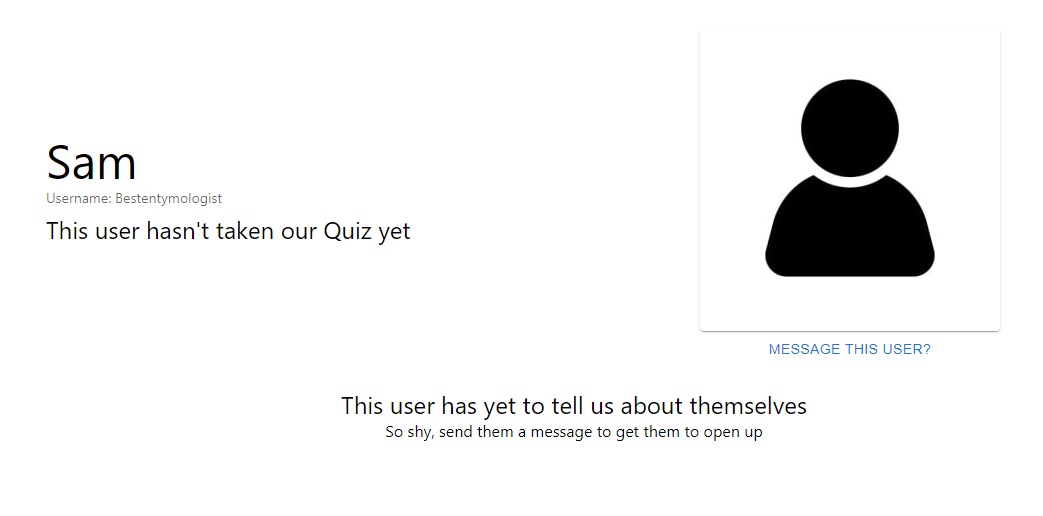 Sam
Username: Bestentymologist
This user hasn't taken our Quiz yet
MESSAGE THIS USER?
This user has yet to tell us about themselves
So shy, send them a message to get them to open up